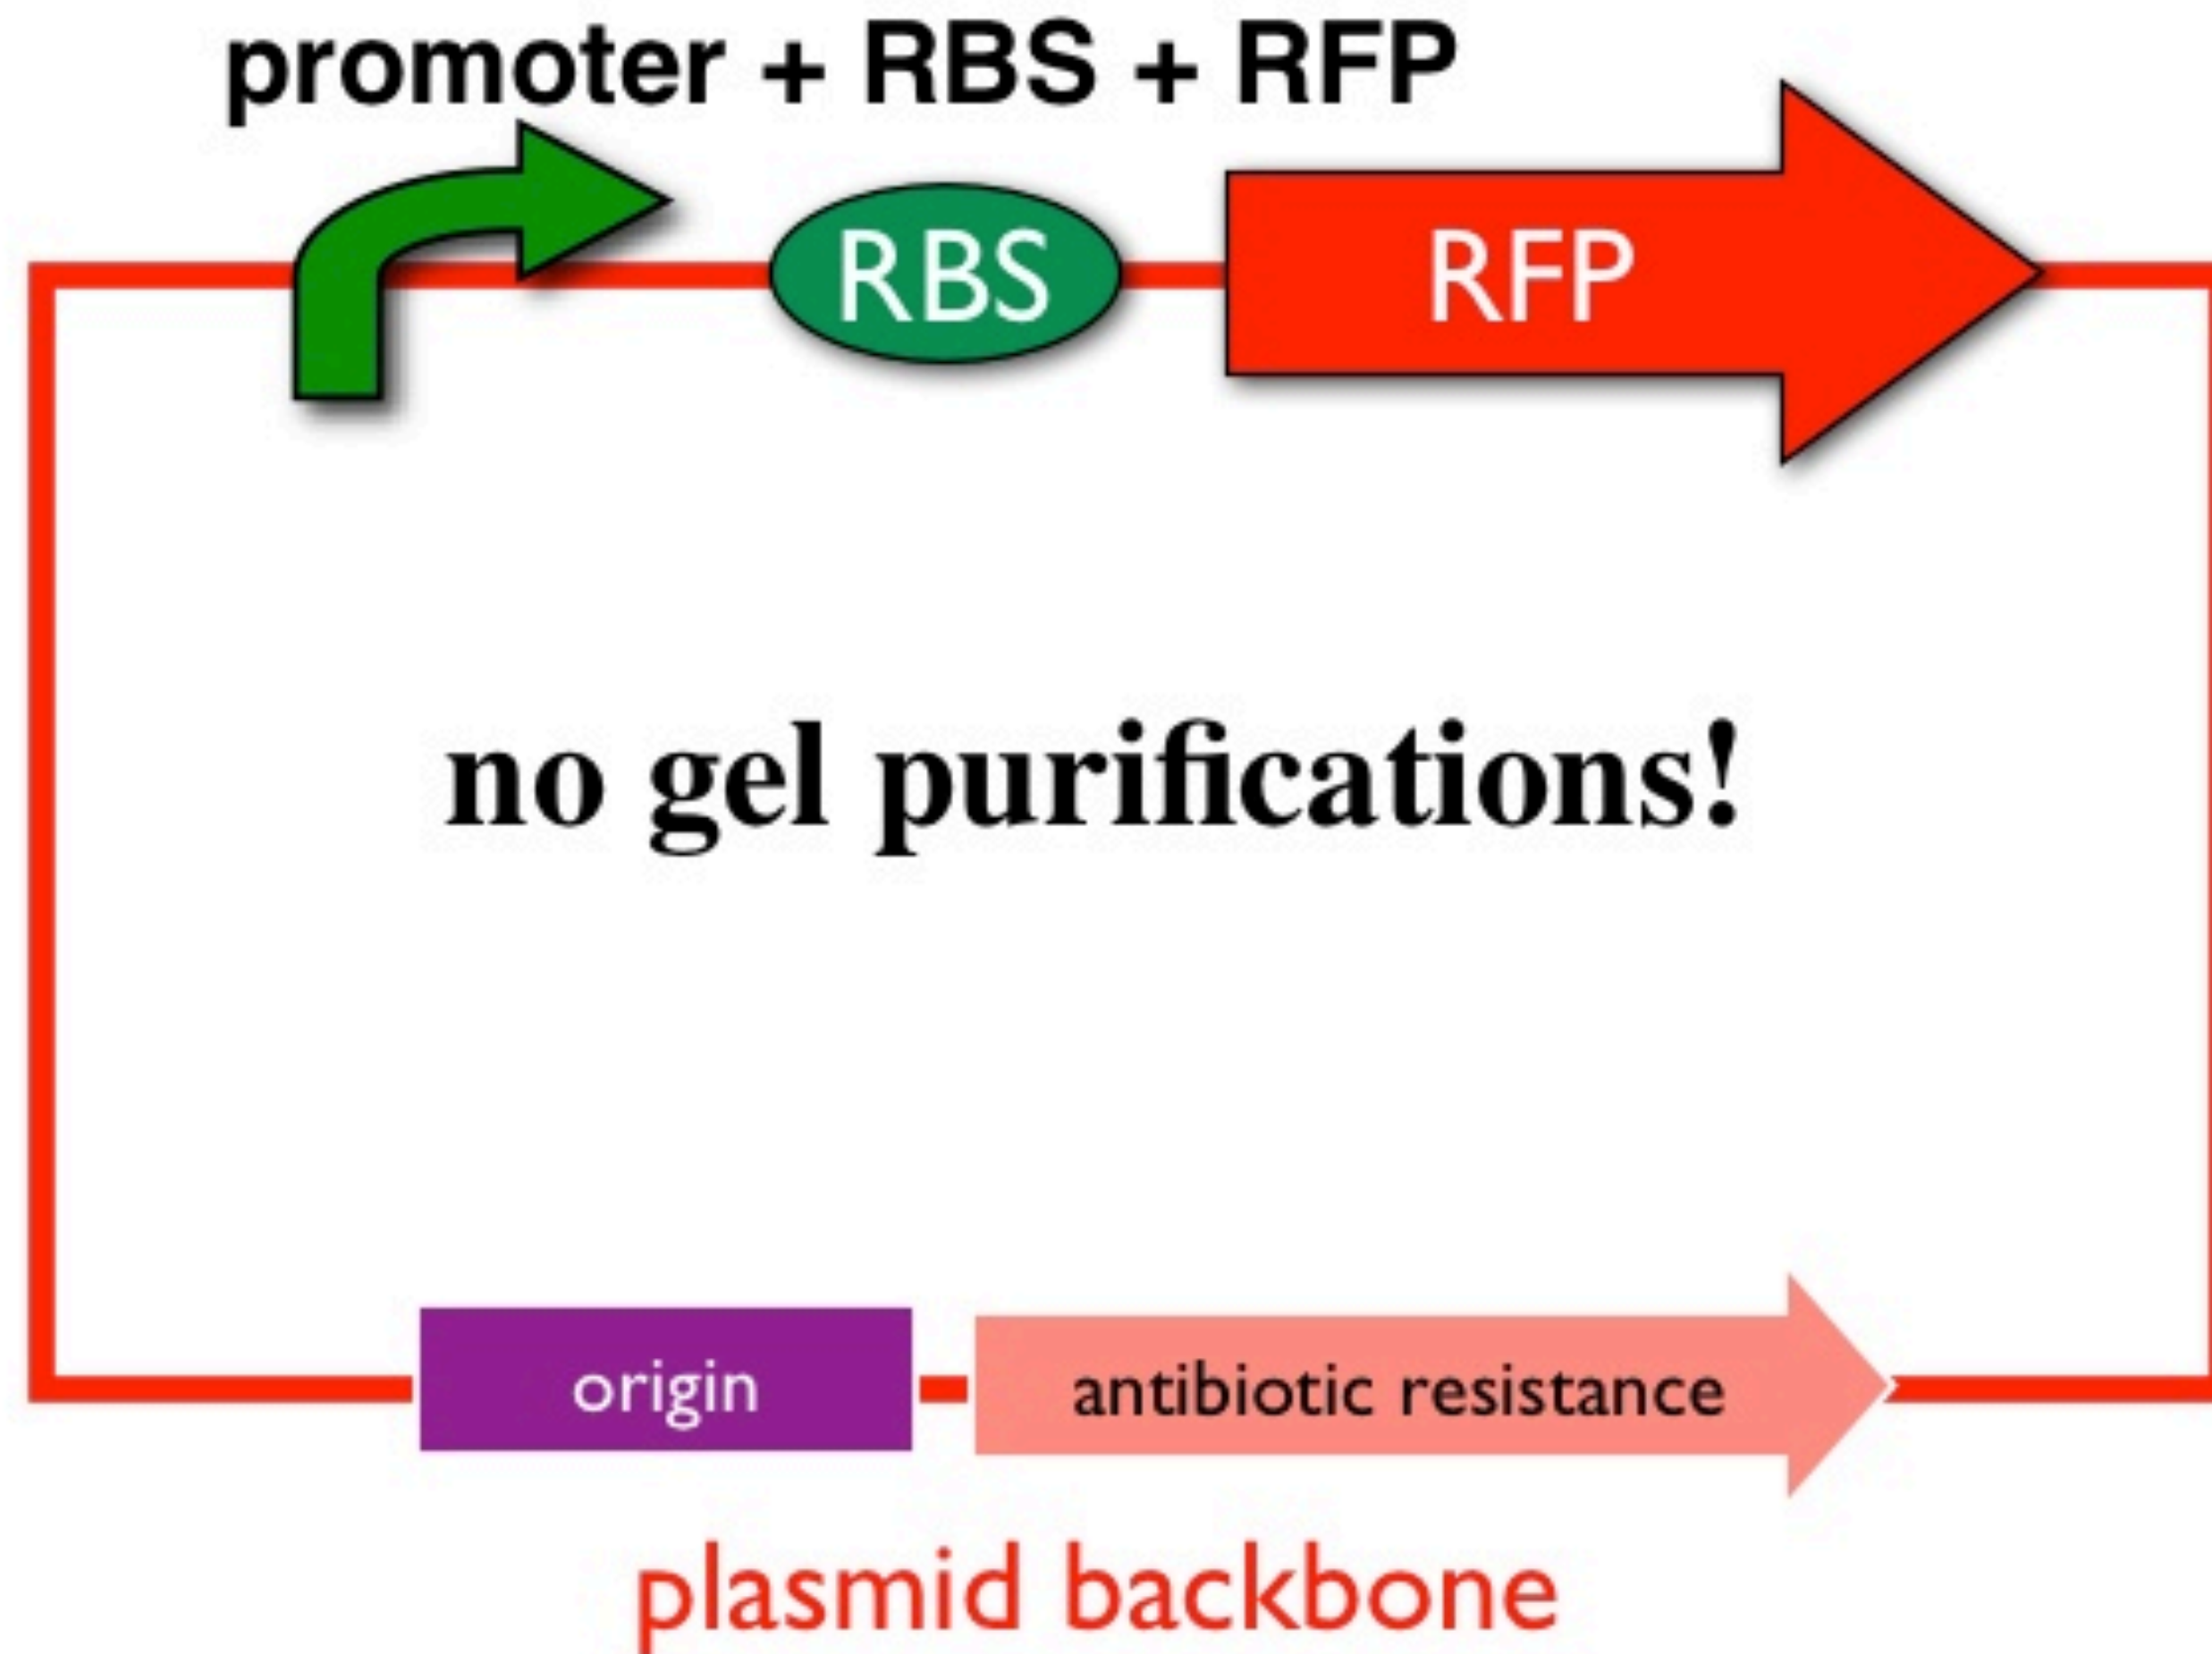 promoter + RBS + RFP
RBS
RFP
no gel purifications!
origin
antibiotic resistance
plasmid backbone